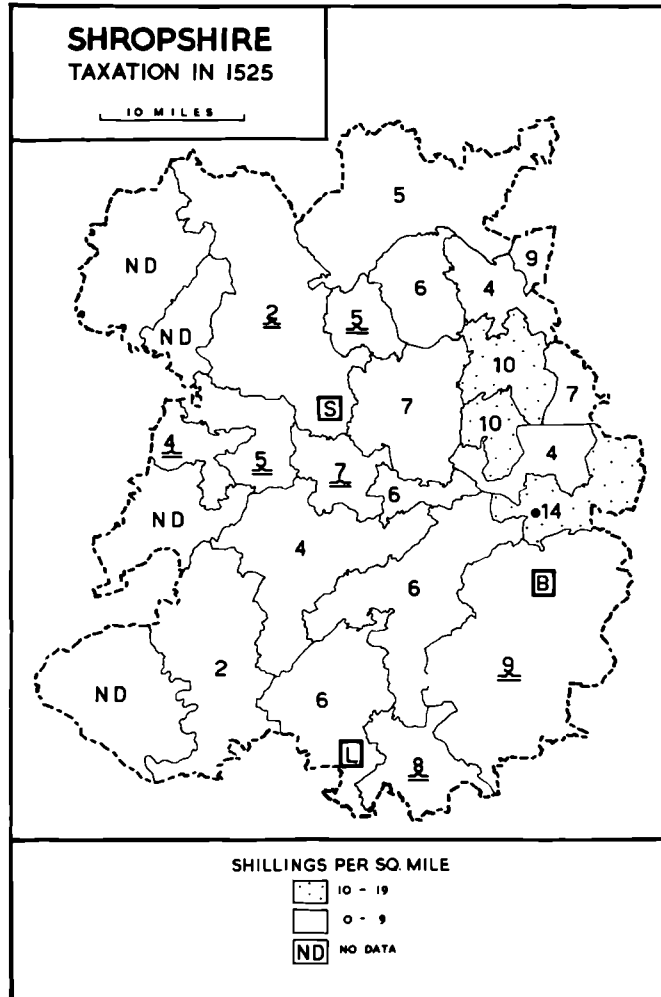 SHROPSHIRE
TAXATION IN 1525
10 MILES
5
ND
9
6
4
2
5
ND
10
7
7
S
10
4
4
5
7
6
14
ND
4
6
B
2
9
ND
6
L
8
SHILLINGS PER SQ. MILE
10 - 19
0 - 9
ND NO DATA